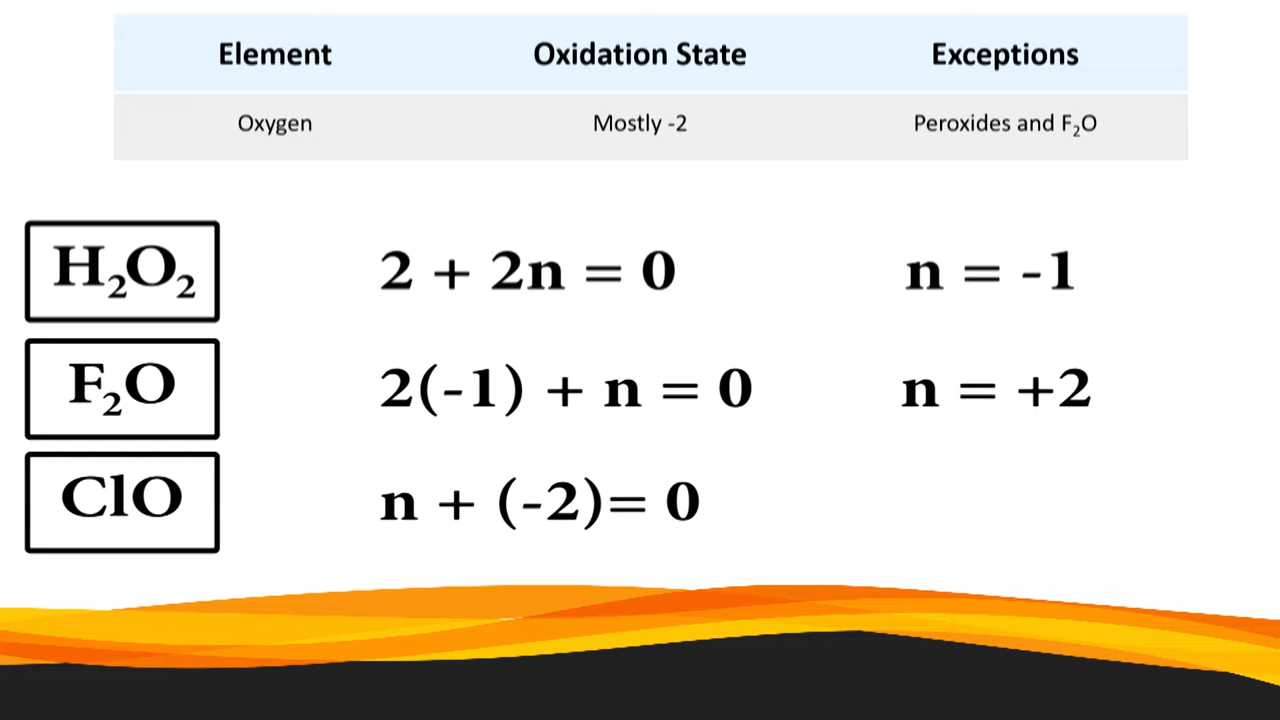 Element Oxidation State Exceptions
Oxygen Mostly -2 Peroxides and F₂O
H₂O₂ 2 + 2n = 0 n = -1
F₂O 2(-1) + n = 0 n = +2
ClO n + (-2)= 0